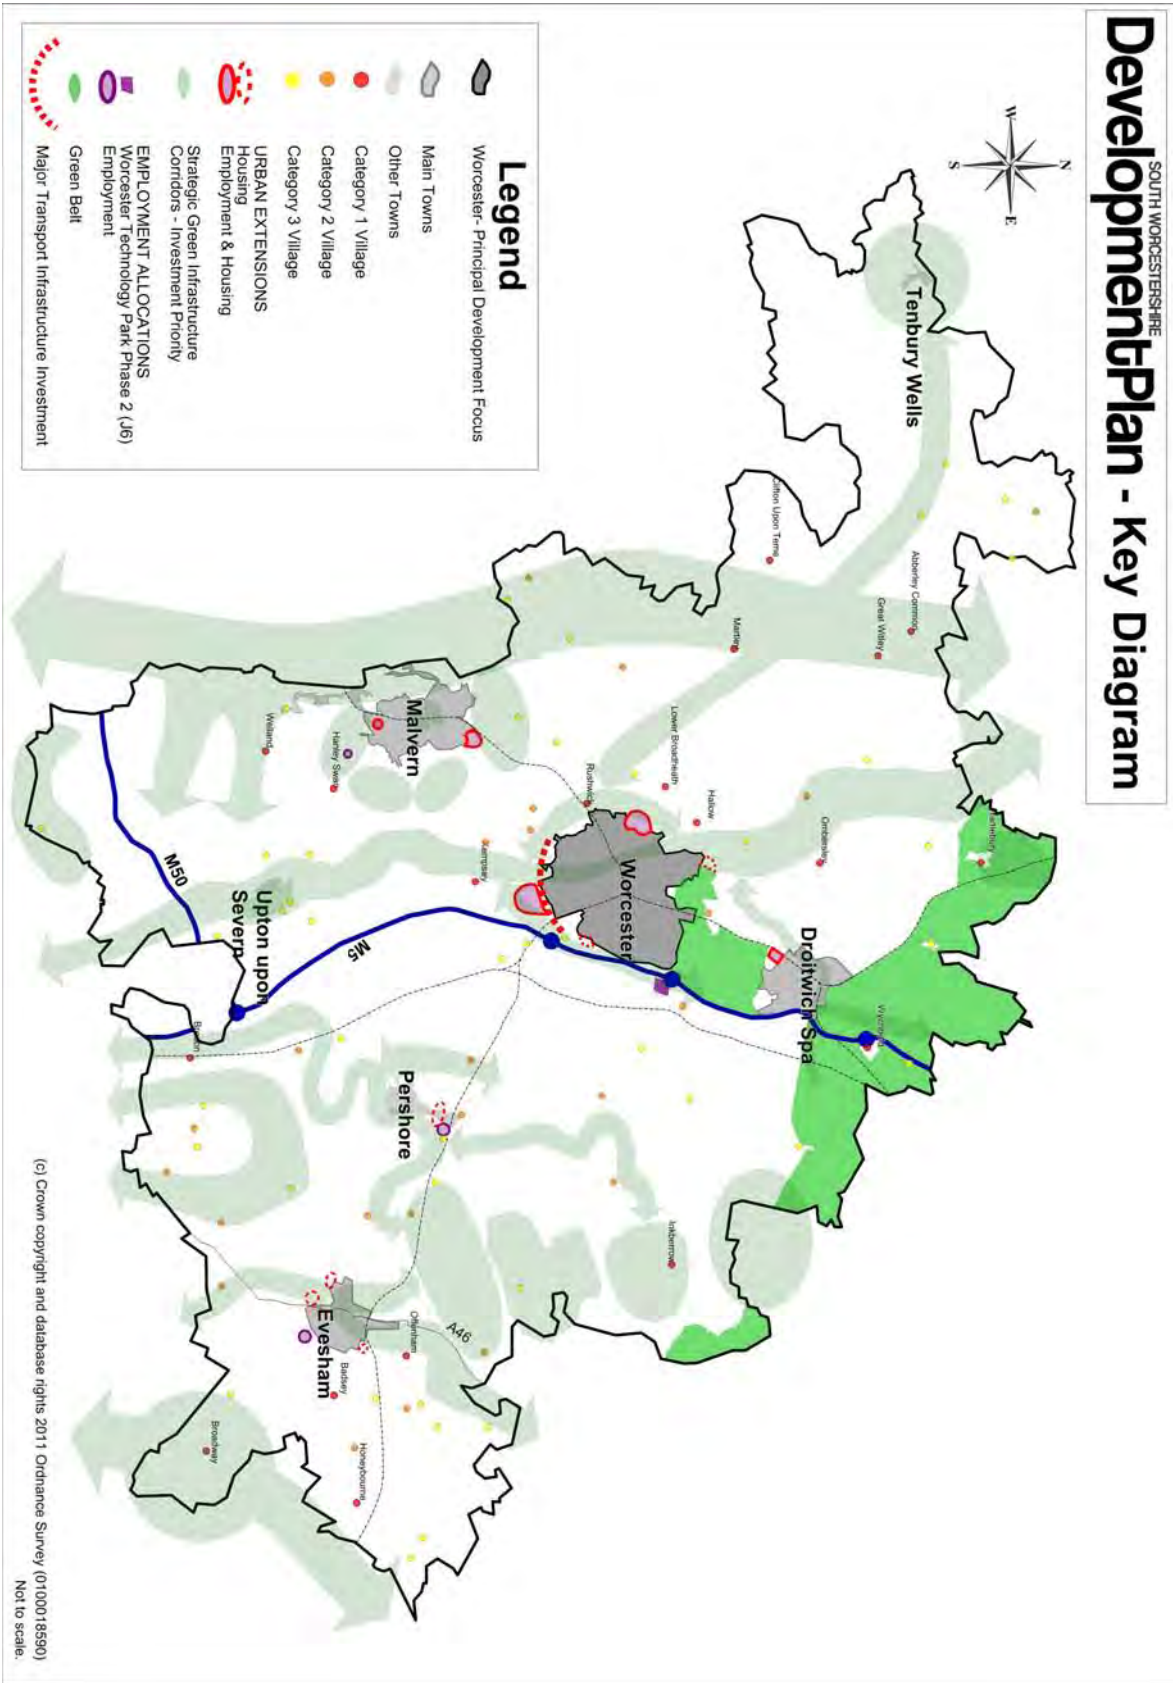 SOUTH WORCESTERSHIRE
DevelopmentPlan - Key Diagram
N
W
E
S
Legend
Worcester- Principal Development Focus
Main Towns
Other Towns
Category 1 Village
Category 2 Village
Category 3 Village
URBAN EXTENSIONS
Housing
Employment & Housing
Strategic Green Infrastructure
Corridors - Investment Priority
EMPLOYMENT ALLOCATIONS
Worcester Technology Park Phase 2 (J6)
Employment
Green Belt
Major Transport Infrastructure Investment
Tenbury Wells
Clifton Upon Teme
Abberley Common
Great Witley
Martley
Lower Broadheath
Hallow
Rushwick
Ombersley
Worcester
Droitwich Spa
Wychbold
Malvern
Welland
Hanley Swan
Kempsey
M50
M5
Upton upon
Severn
Pershore
Inkberrow
Evesham
Offenham
A46
Badsey
Honeybourne
Broadway
(c) Crown copyright and database rights 2011 Ordnance Survey (0100018590)
Not to scale.